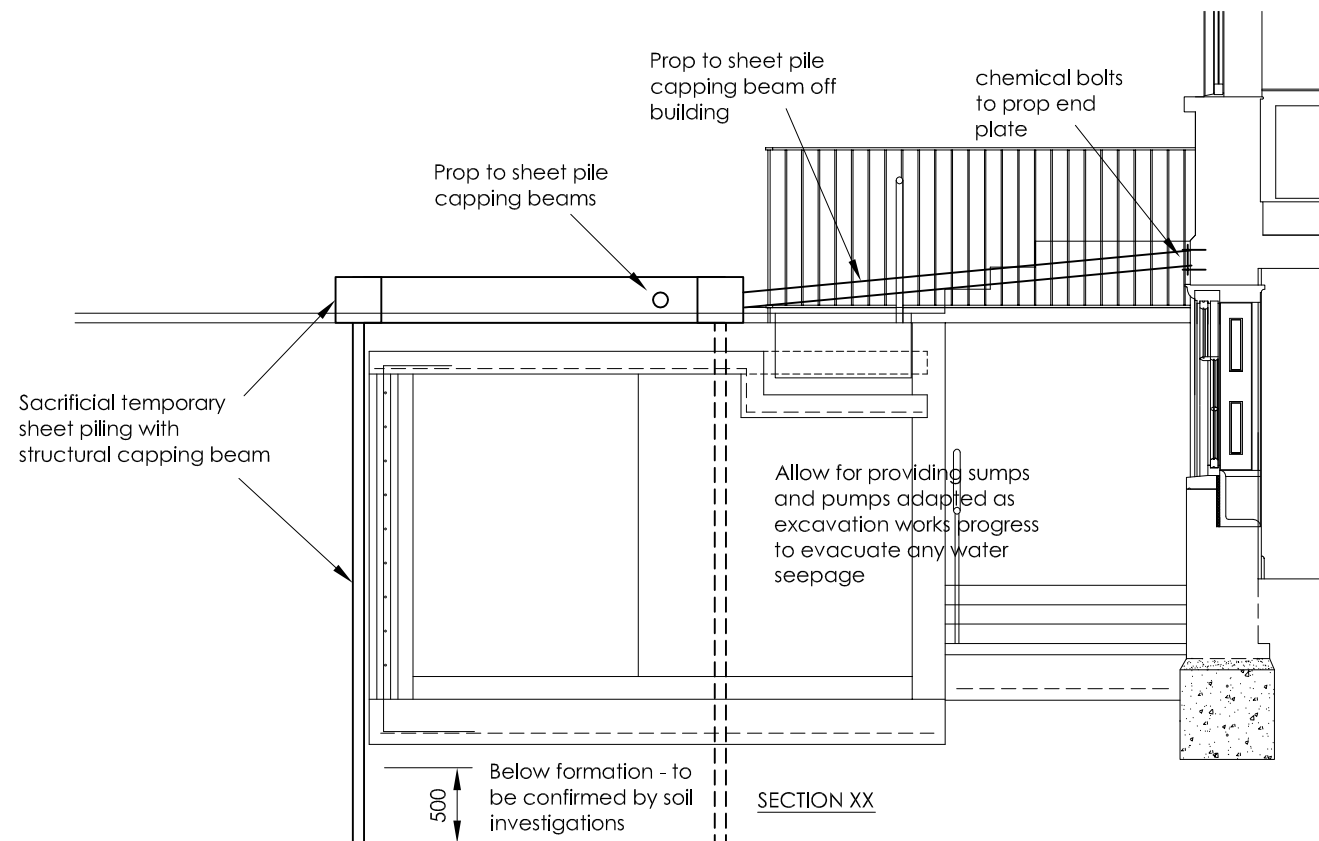 Prop to sheet pile
capping beam off
building
chemical bolts
to prop end
plate
Prop to sheet pile
capping beams
Sacrificial temporary
sheet piling with
structural capping beam
Allow for providing sumps
and pumps adapted as
excavation works progress
to evacuate any water
seepage
500
Below formation - to
be confirmed by soil
investigations
SECTION XX